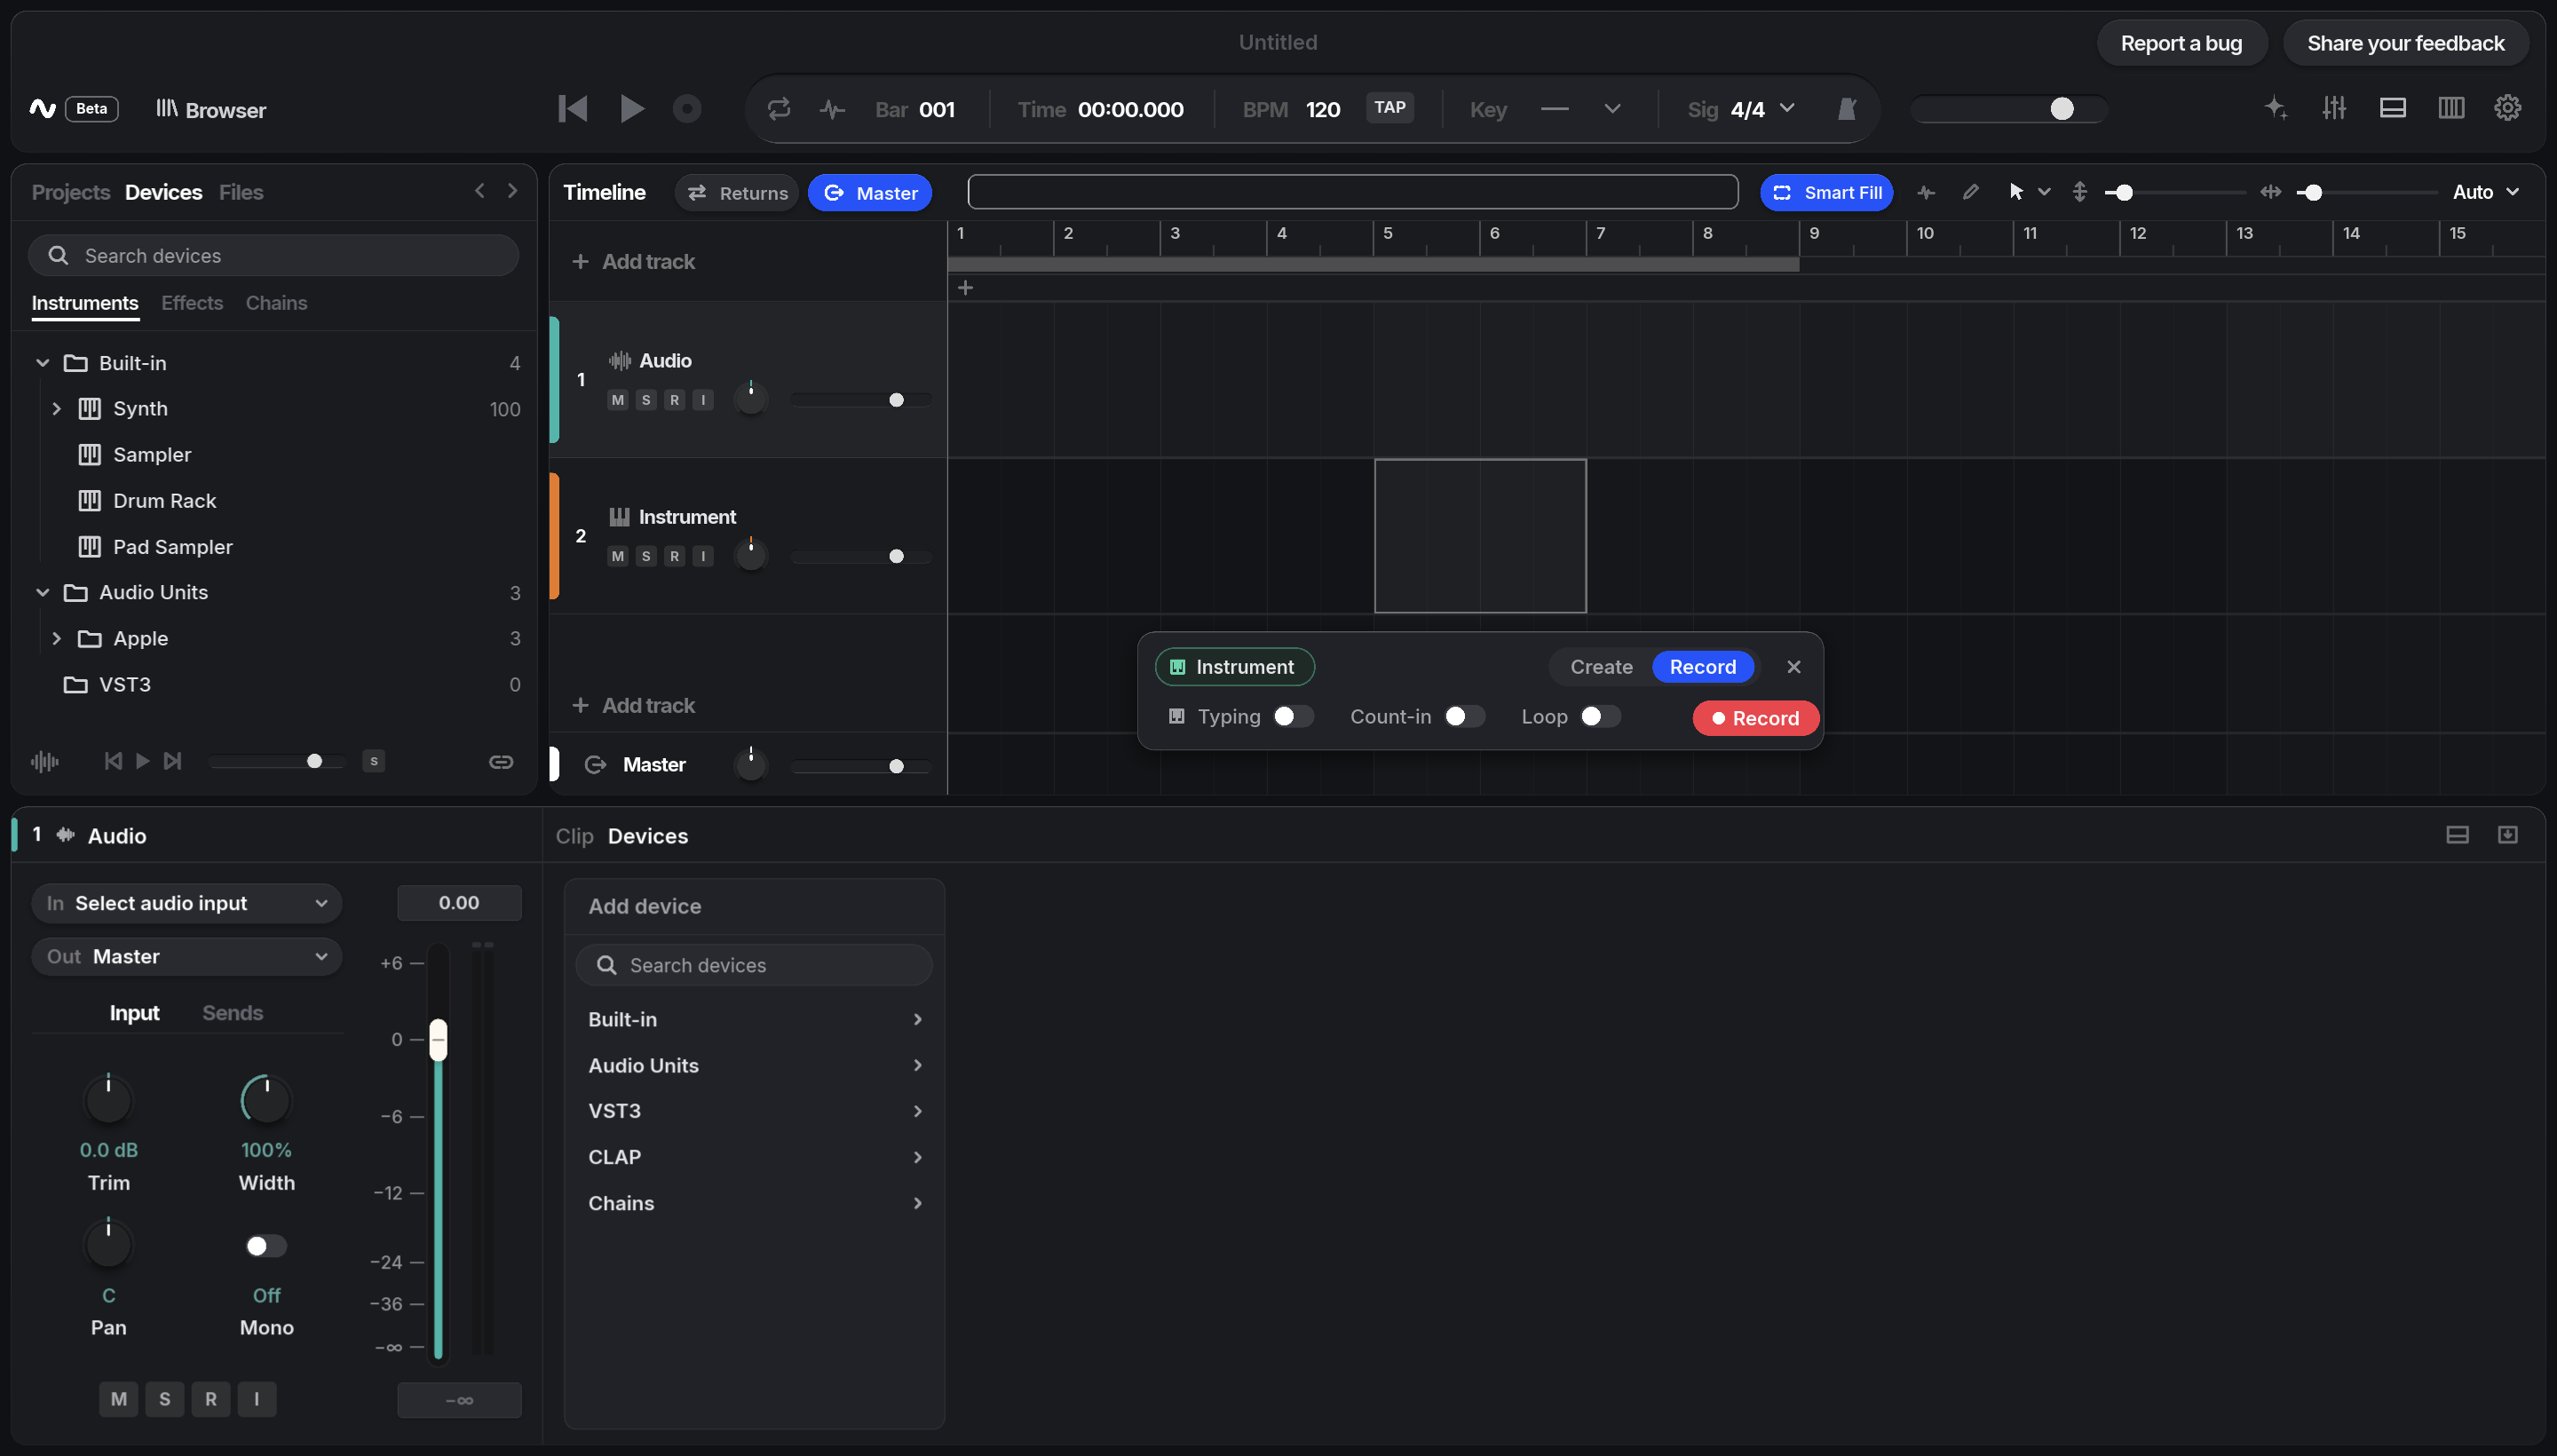 Untitled
Report a bug
Share your feedback
Beta
Browser
Bar 001
Time 00:00.000
BPM 120 TAP
Key —
Sig 4/4
Projects Devices Files
Search devices
Instruments Effects Chains
Built-in 4
Synth 100
Sampler
Drum Rack
Pad Sampler
Audio Units 3
Apple 3
VST3 0
S
Timeline Returns Master
Smart Fill
Auto
1 2 3 4 5 6 7 8 9 10 11 12 13 14 15
+ Add track
+
1 Audio
M S R I
2 Instrument
M S R I
+ Add track
Master
Instrument
Create Record
Typing Count-in Loop
Record
1 Audio
In Select audio input
Out Master
Input Sends
0.0 dB
Trim
100%
Width
C
Pan
Off
Mono
M S R I
0.00
+6
0
−6
−12
−24
−36
−∞
−∞
Clip Devices
Add device
Search devices
Built-in
Audio Units
VST3
CLAP
Chains